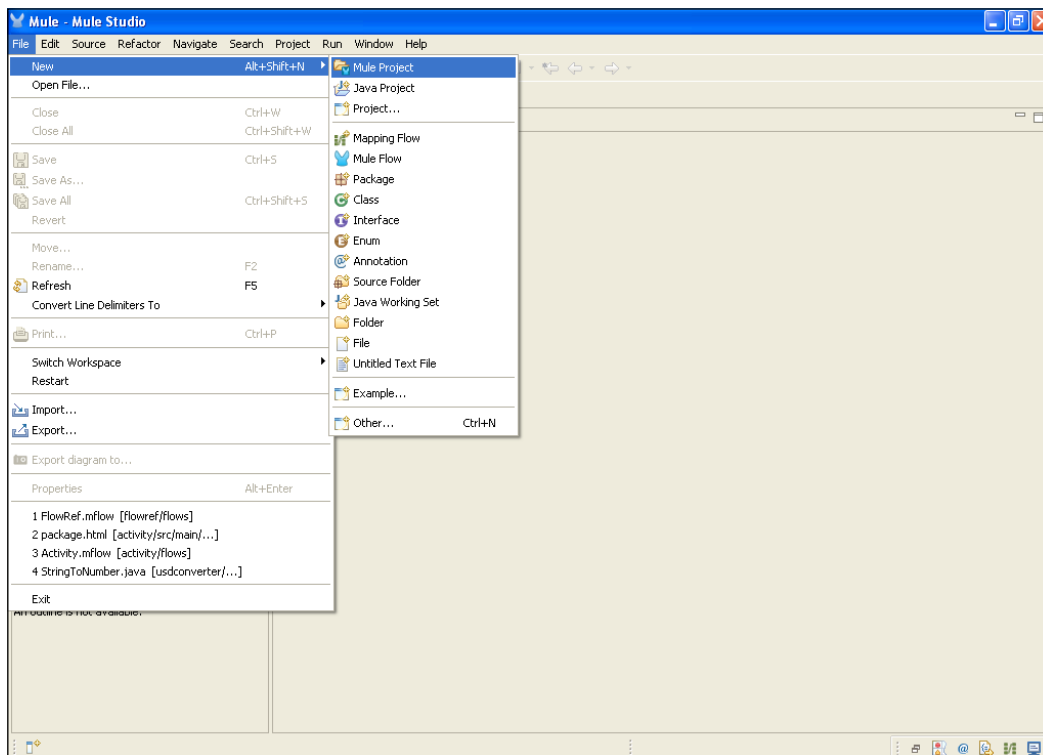 Mule - Mule Studio
File Edit Source Refactor Navigate Search Project Run Window Help
New Alt+Shift+N
Open File...
Close Ctrl+W
Close All Ctrl+Shift+W
Save Ctrl+S
Save As...
Save All Ctrl+Shift+S
Revert
Move...
Rename... F2
Refresh F5
Convert Line Delimiters To
Print... Ctrl+P
Switch Workspace
Restart
Import...
Export...
Export diagram to...
Properties Alt+Enter
1 FlowRef.mflow [flowref/flows]
2 package.html [activity/src/main/...]
3 Activity.mflow [activity/flows]
4 StringToNumber.java [usdconverter/...]
Exit
An outline is not available.
Mule Project
Java Project
Project...
Mapping Flow
Mule Flow
Package
Class
Interface
Enum
Annotation
Source Folder
Java Working Set
Folder
File
Untitled Text File
Example...
Other... Ctrl+N